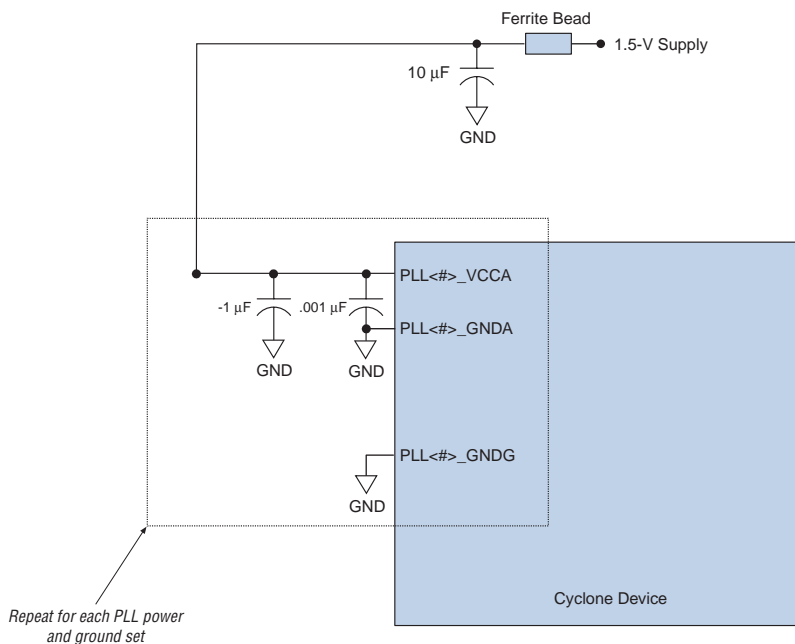 Ferrite Bead
1.5-V Supply
10 μF
GND
PLL<#>_VCCA
-1 μF
.001 μF
PLL<#>_GNDA
GND
GND
PLL<#>_GNDG
GND
Cyclone Device
Repeat for each PLL power
and ground set